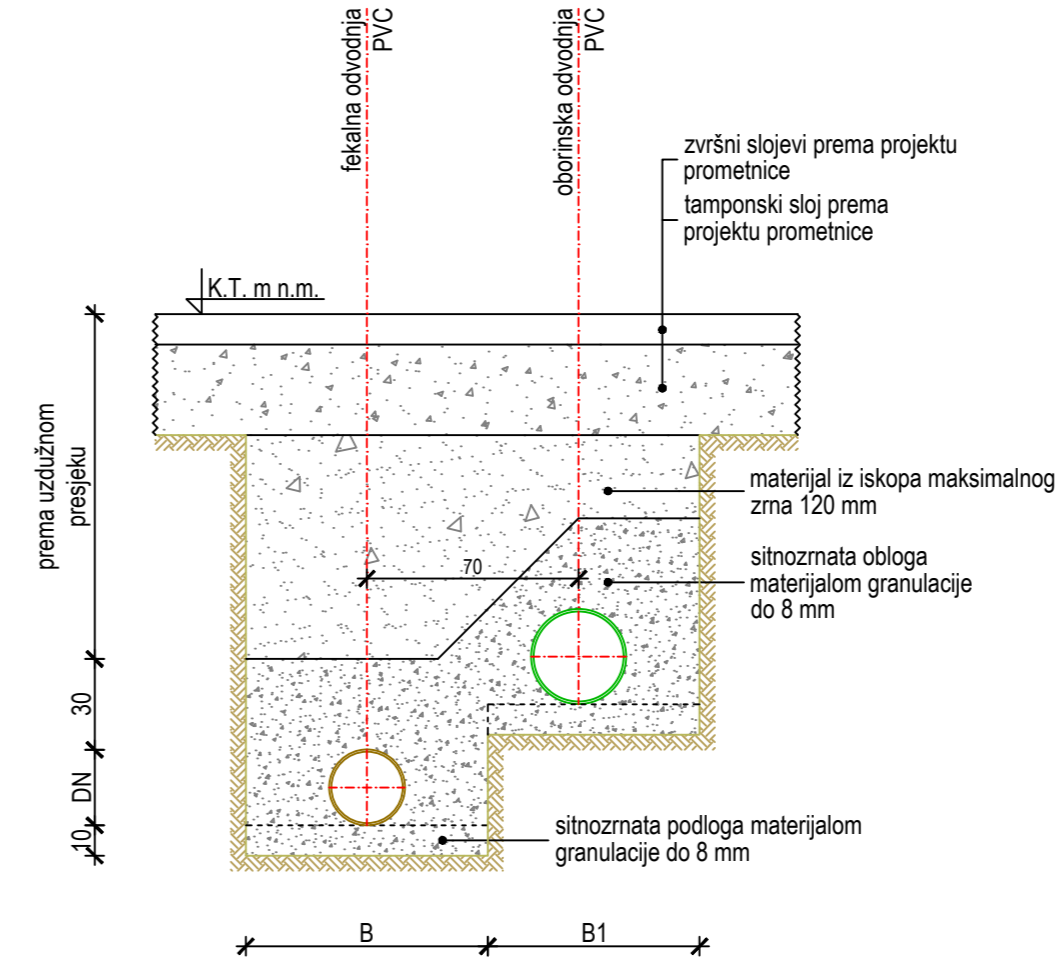 fekalna odvodnja
PVC
oborinska odvodnja
PVC
zvršni slojevi prema projektu
prometnice
tamponski sloj prema
projektu prometnice
K.T. m n.m.
prema uzdužnom
presjeku
materijal iz iskopa maksimalnog
zrna 120 mm
sitnozrnata obloga
materijalom granulacije
do 8 mm
70
30
DN
10
sitnozrnata podloga materijalom
granulacije do 8 mm
B
B1